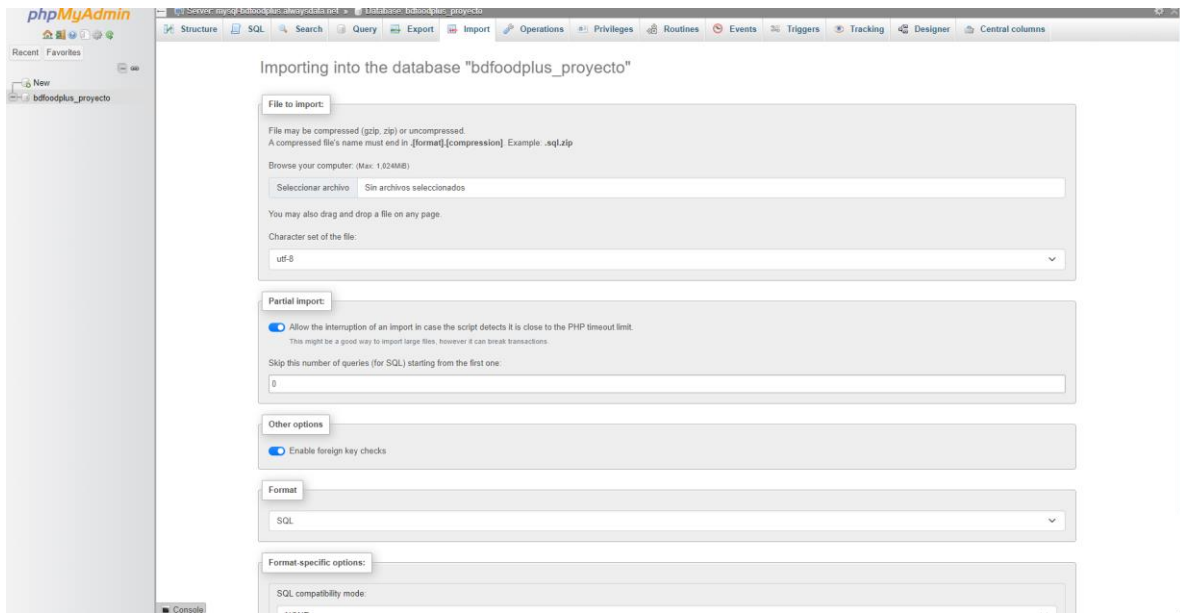 phpMyAdmin
Recent Favorites
New
bdfoodplus_proyecto
Server: mysql-bdfoodplus.alwaysdata.net » Database: bdfoodplus_proyecto
Structure SQL Search Query Export Import Operations Privileges Routines Events Triggers Tracking Designer Central columns
Importing into the database "bdfoodplus_proyecto"
File to import:
File may be compressed (gzip, zip) or uncompressed.
A compressed file's name must end in .[format].[compression]. Example: .sql.zip
Browse your computer: (Max: 1,024MiB)
Seleccionar archivo Sin archivos seleccionados
You may also drag and drop a file on any page.
Character set of the file:
utf-8
Partial import:
Allow the interruption of an import in case the script detects it is close to the PHP timeout limit.
This might be a good way to import large files, however it can break transactions.
Skip this number of queries (for SQL) starting from the first one:
0
Other options
Enable foreign key checks
Format
SQL
Format-specific options:
SQL compatibility mode:
Console